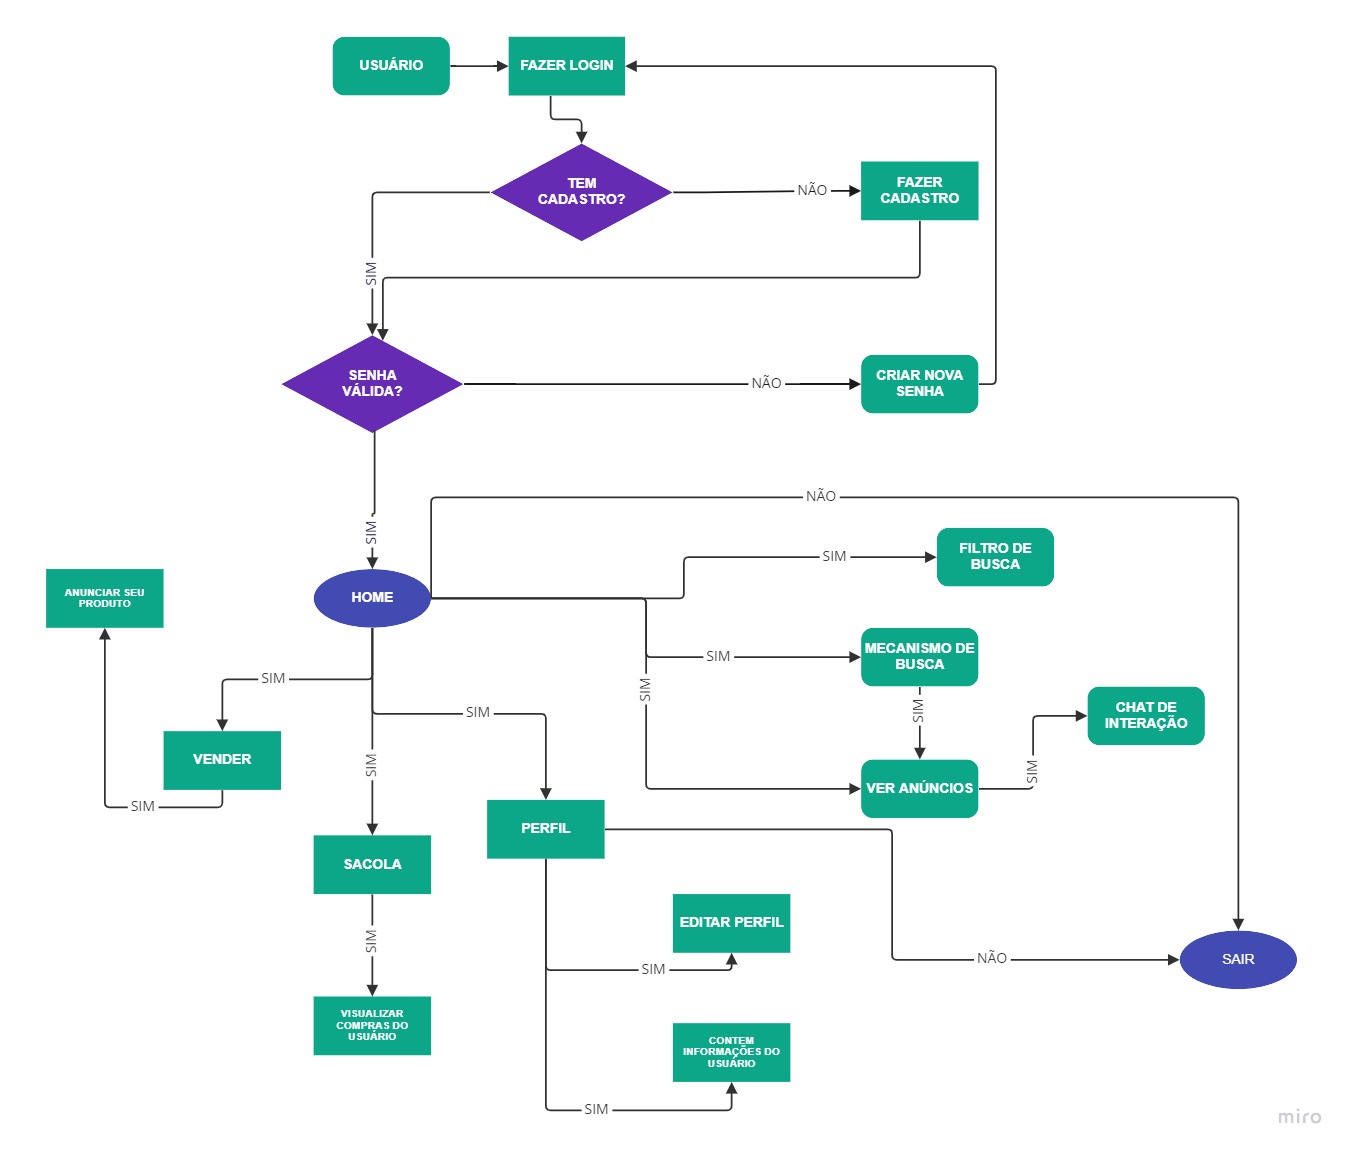 USUÁRIO
FAZER LOGIN
TEM
CADASTRO?
NÃO
FAZER
CADASTRO
SIM
SENHA
VÁLIDA?
NÃO
CRIAR NOVA
SENHA
SIM
NÃO
HOME
SIM
FILTRO DE
BUSCA
ANUNCIAR SEU
PRODUTO
SIM
MECANISMO DE
BUSCA
SIM
SIM
SIM
SIM
CHAT DE
INTERAÇÃO
VENDER
SIM
SIM
VER ANÚNCIOS
SIM
PERFIL
SACOLA
EDITAR PERFIL
SIM
SIM
NÃO
SAIR
VISUALIZAR
COMPRAS DO
USUÁRIO
CONTEM
INFORMAÇÕES DO
USUÁRIO
SIM
miro